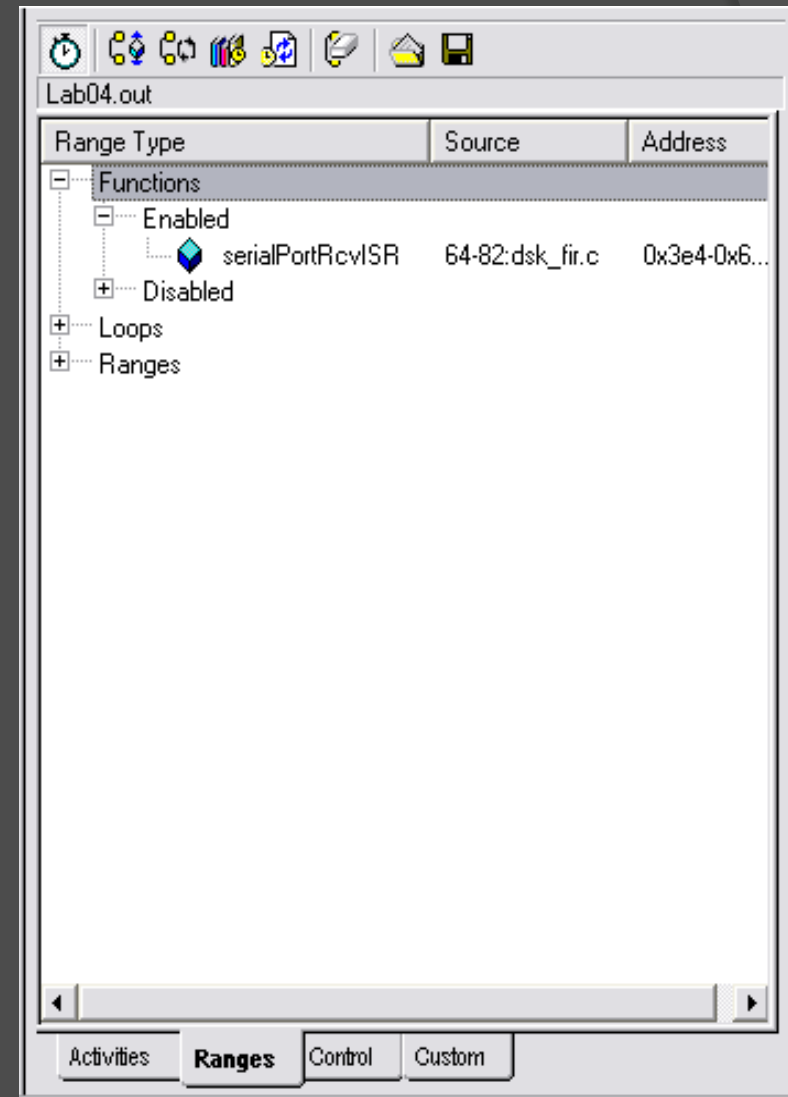 Lab04.out
Range Type Source Address
Functions
Enabled
serialPortRcvISR 64-82:dsk_fir.c 0x3e4-0x6...
Disabled
Loops
Ranges
Activities Ranges Control Custom